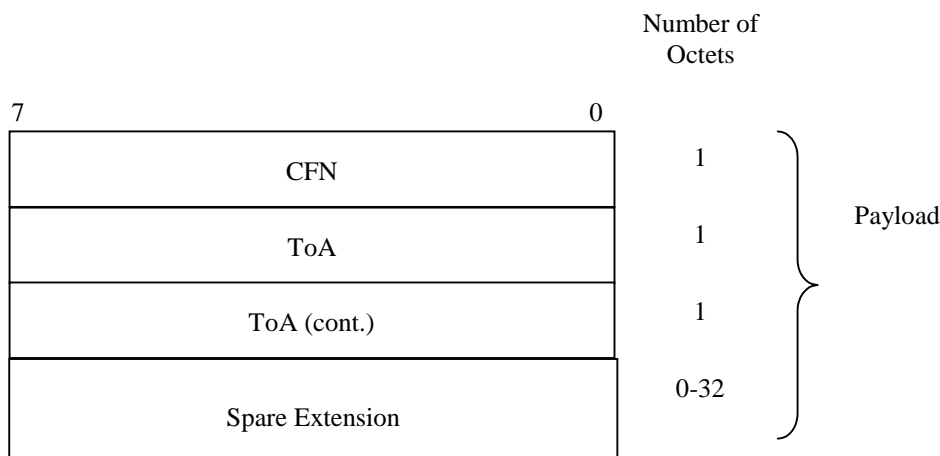 Number of
Octets
7 0
CFN 1
ToA 1
Payload
ToA (cont.) 1
Spare Extension 0-32